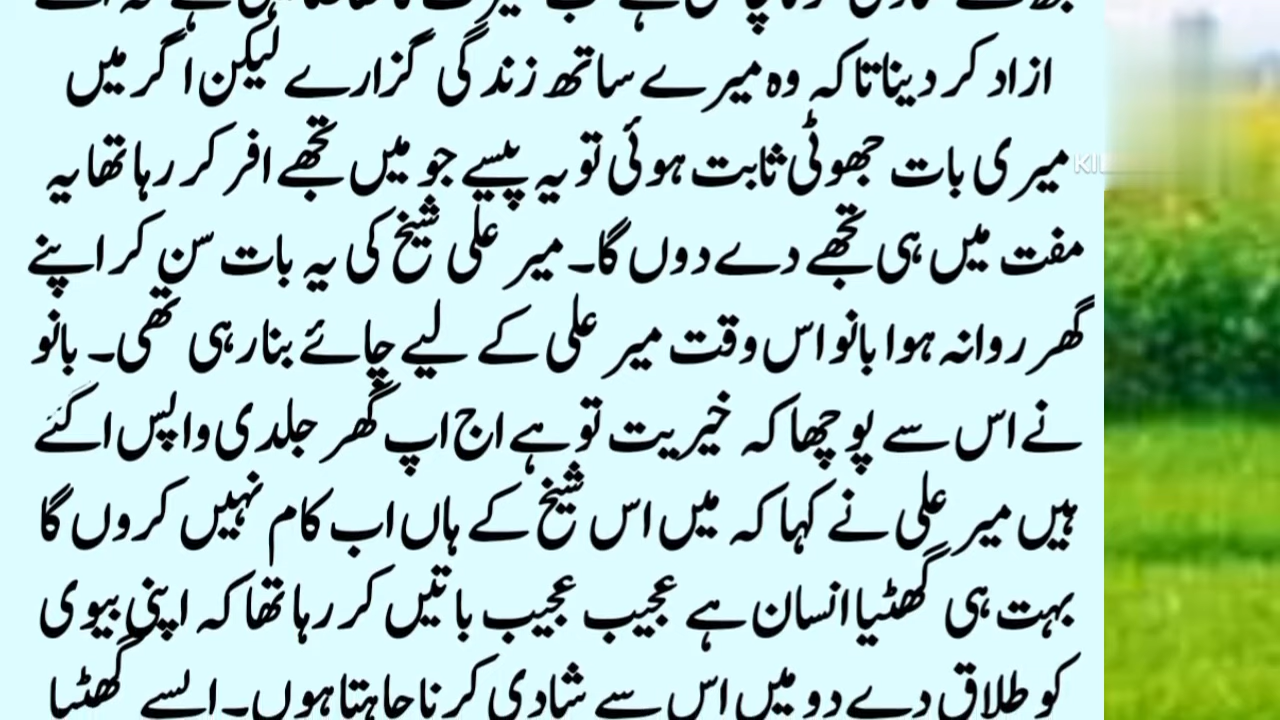 ازاد کر دینا تاکہ وہ میرے ساتھ زندگی گزارے لیکن اگر میں
میری بات جھوٹی ثابت ہوئی تو یہ پیسے جو میں تجھے افر کر رہا تھا یہ
مفت میں ہی تجھے دے دوں گا۔ میر علی شیخ کی یہ بات سن کر اپنے
گھر روانہ ہوا بانو اس وقت میر علی کے لیے چائے بنا رہی تھی۔ بانو
نے اس سے پوچھا کہ خیریت تو ہے اج اپ گھر جلدی واپس اگئے
ہیں میر علی نے کہا کہ میں اس شیخ کے ہاں اب کام نہیں کروں گا
بہت ہی گھٹیا انسان ہے عجیب عجیب باتیں کر رہا تھا کہ اپنی بیوی
کو طلاق دے دو میں اس سے شادی کرنا چاہتا ہوں۔ ایسے گھٹیا